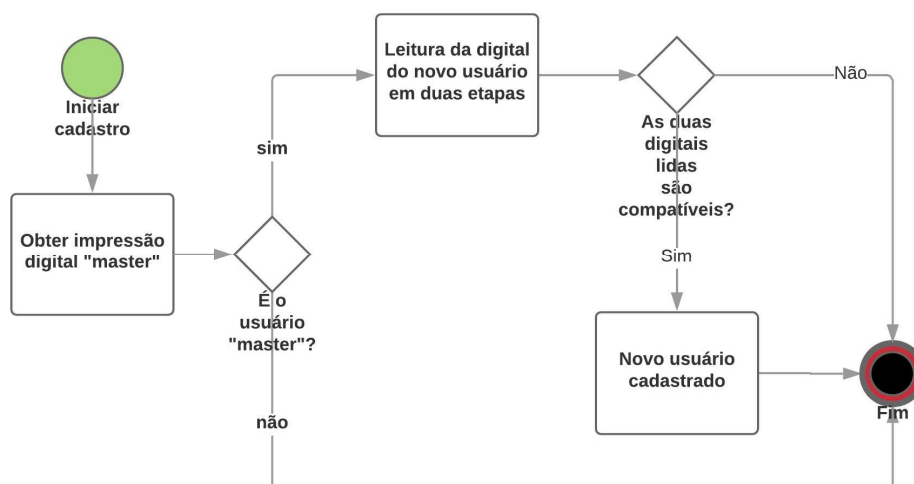 Iniciar
cadastro
Obter impressão
digital "master"
É o
usuário
"master"?
sim
não
Leitura da digital
do novo usuário
em duas etapas
As duas
digitais
lidas
são
compatíveis?
Não
Sim
Novo usuário
cadastrado
Fim